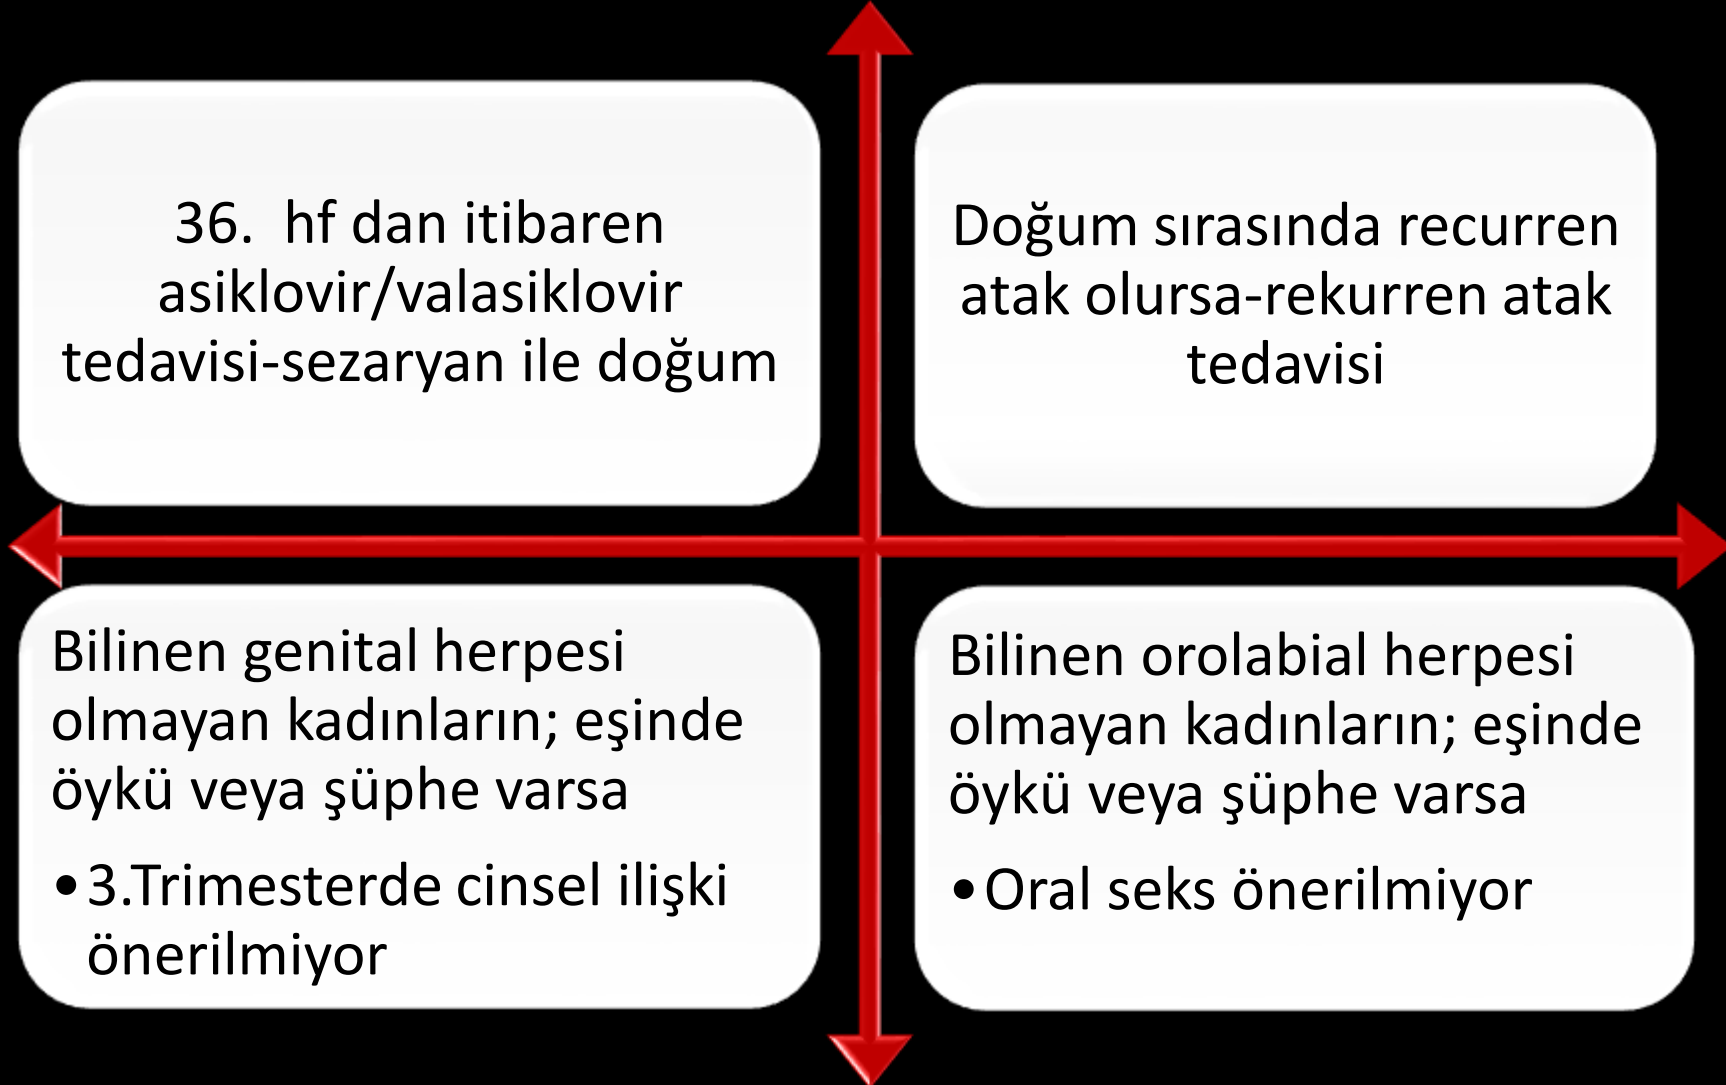 36.  hf dan itibaren
asiklovir/valasiklovir
tedavisi-sezaryan ile doğum
Doğum sırasında recurren
atak olursa-rekurren atak
tedavisi
Bilinen genital herpesi
olmayan kadınların; eşinde
öykü veya şüphe varsa
•3.Trimesterde cinsel ilişki
önerilmiyor
Bilinen orolabial herpesi
olmayan kadınların; eşinde
öykü veya şüphe varsa
•Oral seks önerilmiyor